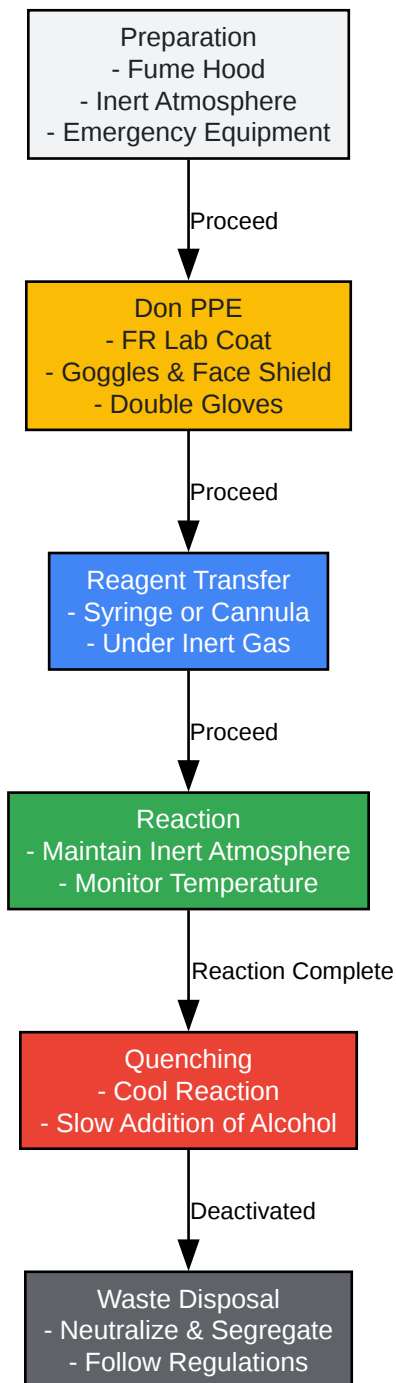 Preparation
- Fume Hood
- Inert Atmosphere
- Emergency Equipment
Proceed
Don PPE
- FR Lab Coat
- Goggles & Face Shield
- Double Gloves
Proceed
Reagent Transfer
- Syringe or Cannula
- Under Inert Gas
Proceed
Reaction
- Maintain Inert Atmosphere
- Monitor Temperature
Reaction Complete
Quenching
- Cool Reaction
- Slow Addition of Alcohol
Deactivated
Waste Disposal
- Neutralize & Segregate
- Follow Regulations